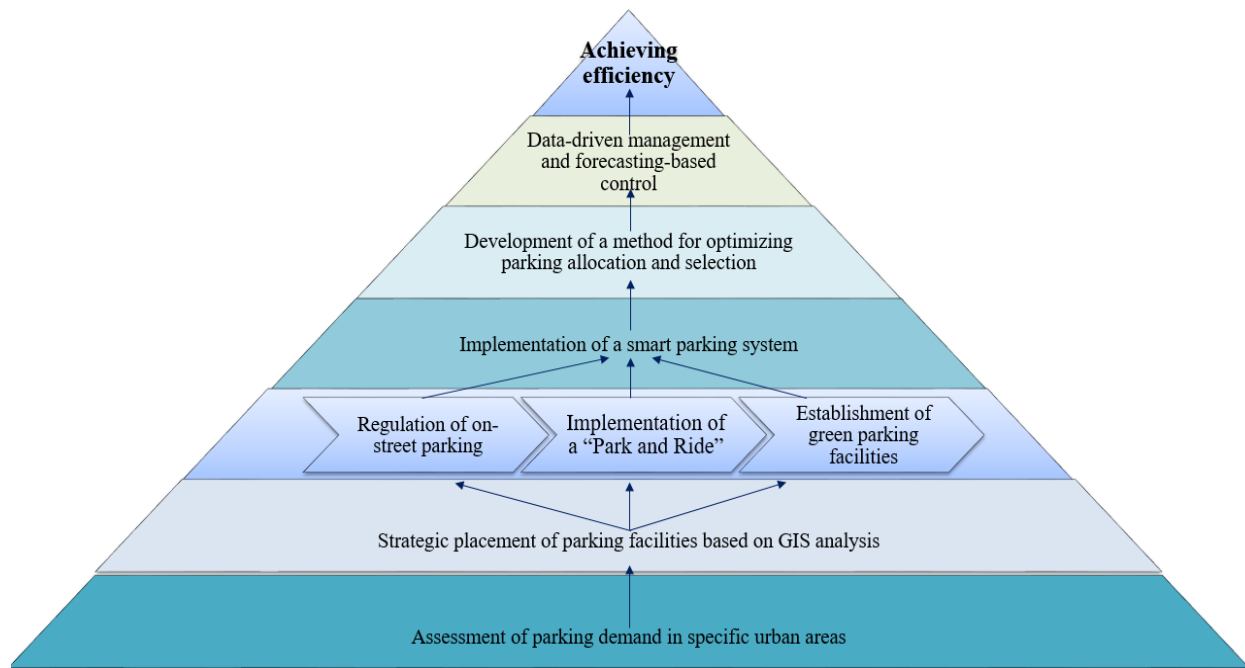 Achieving
efficiency
Data-driven management
and forecasting-based
control
Development of a method for optimizing
parking allocation and selection
Implementation of a smart parking system
Regulation of on-
street parking
Implementation of
a “Park and Ride”
Establishment of
green parking
facilities
Strategic placement of parking facilities based on GIS analysis
Assessment of parking demand in specific urban areas